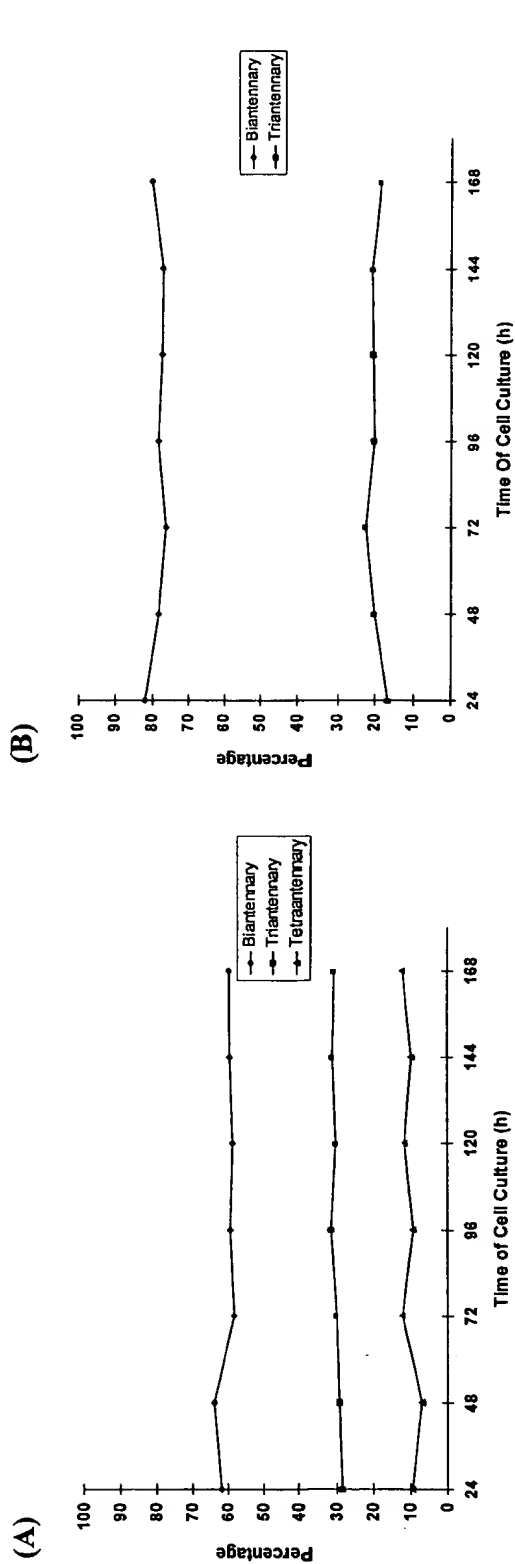 (A)
Percentage
100
90
80
70
60
50
40
30
20
10
0
24 48 72 96 120 144 168
Time of Cell Culture (h)
Biantennary
Triantennary
Tetraantennary
(B)
Percentage
100
90
80
70
60
50
40
30
20
10
0
24 48 72 96 120 144 168
Time Of Cell Culture (h)
Biantennary
Triantennary